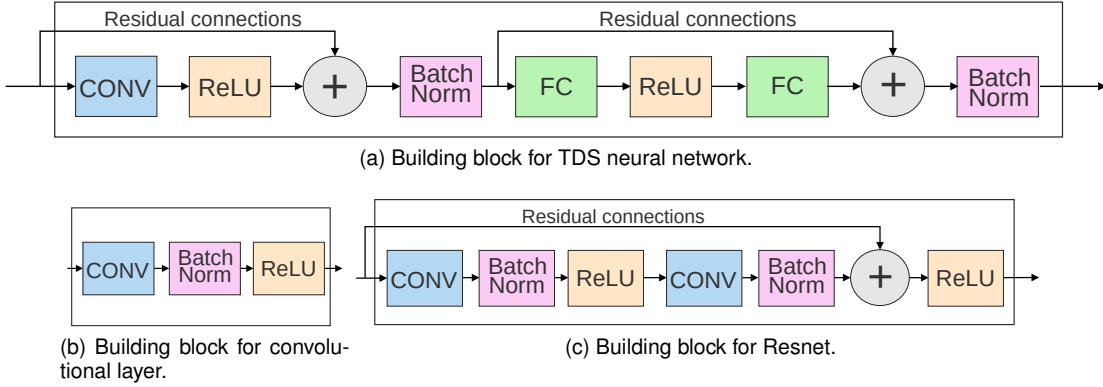 Residual connections Residual connections
CONV ReLU + Batch Norm FC ReLU FC + Batch Norm
(a) Building block for TDS neural network.
CONV Batch Norm ReLU
(b) Building block for convolu-
tional layer.
Residual connections
CONV Batch Norm ReLU CONV Batch Norm + ReLU
(c) Building block for Resnet.